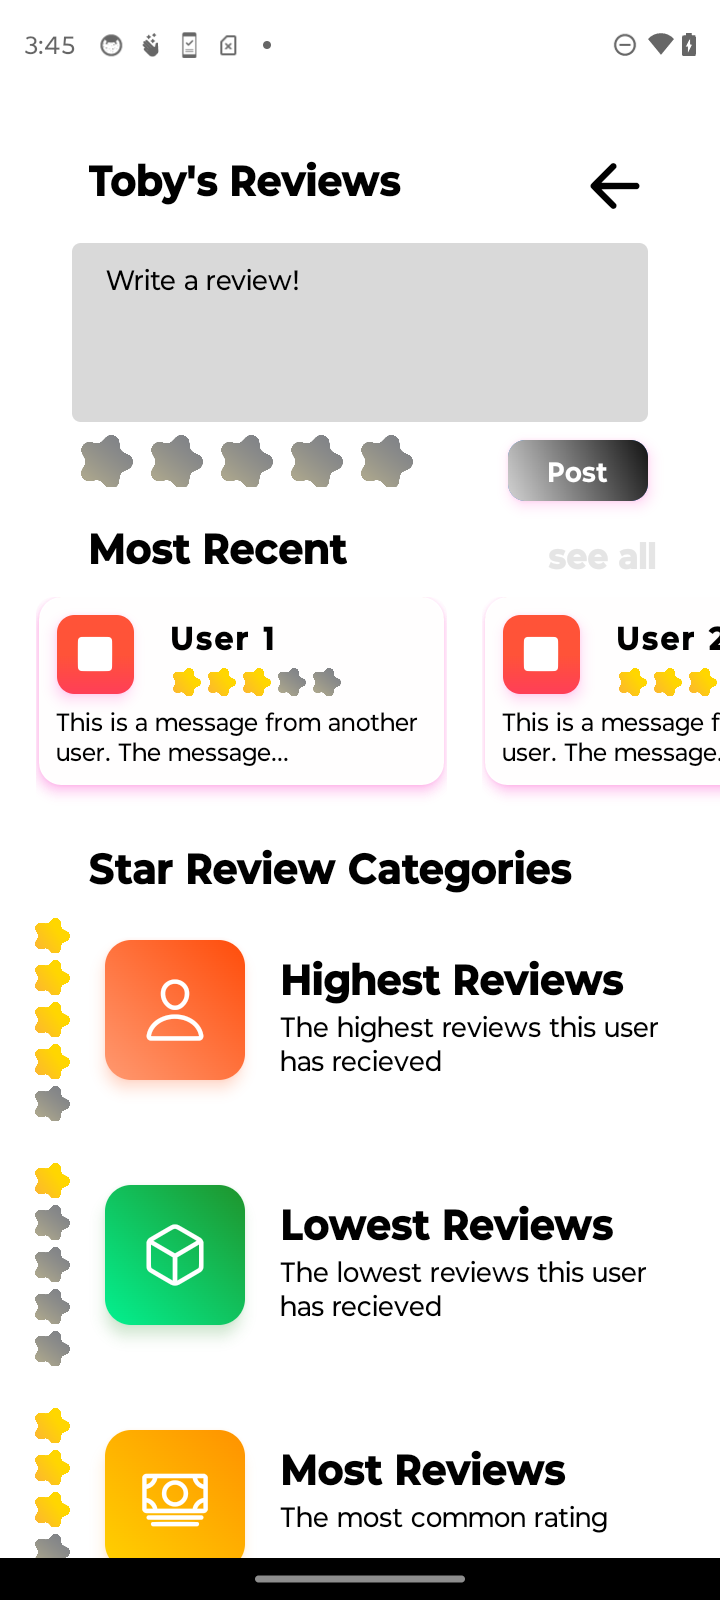 3:45
Toby's Reviews
Write a review!
Post
Most Recent
see all
User 1
This is a message from another
user. The message...
User 2
This is a message f
user. The message.
Star Review Categories
Highest Reviews
The highest reviews this user
has recieved
Lowest Reviews
The lowest reviews this user
has recieved
Most Reviews
The most common rating